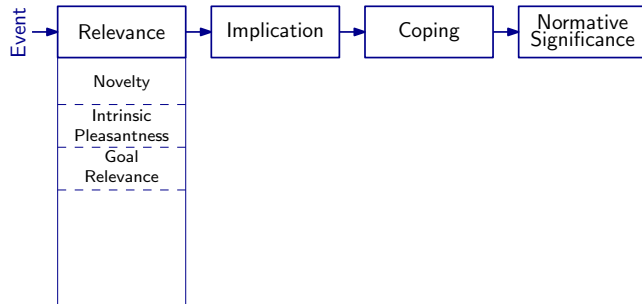 Event
Relevance
Implication
Coping
Normative
Significance
Novelty
Intrinsic
Pleasantness
Goal
Relevance